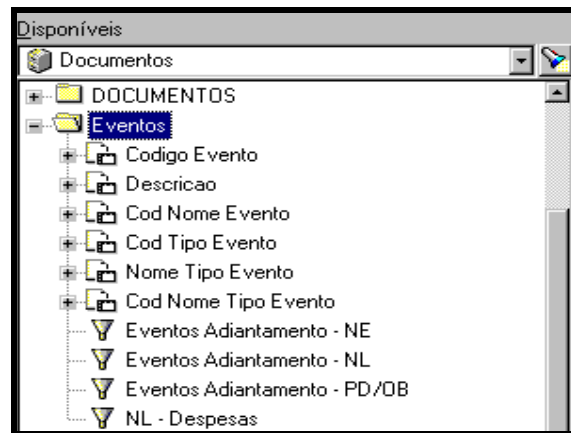 Disponíveis
Documentos
DOCUMENTOS
Eventos
Codigo Evento
Descricao
Cod Nome Evento
Cod Tipo Evento
Nome Tipo Evento
Cod Nome Tipo Evento
Eventos Adiantamento - NE
Eventos Adiantamento - NL
Eventos Adiantamento - PD/OB
NL - Despesas